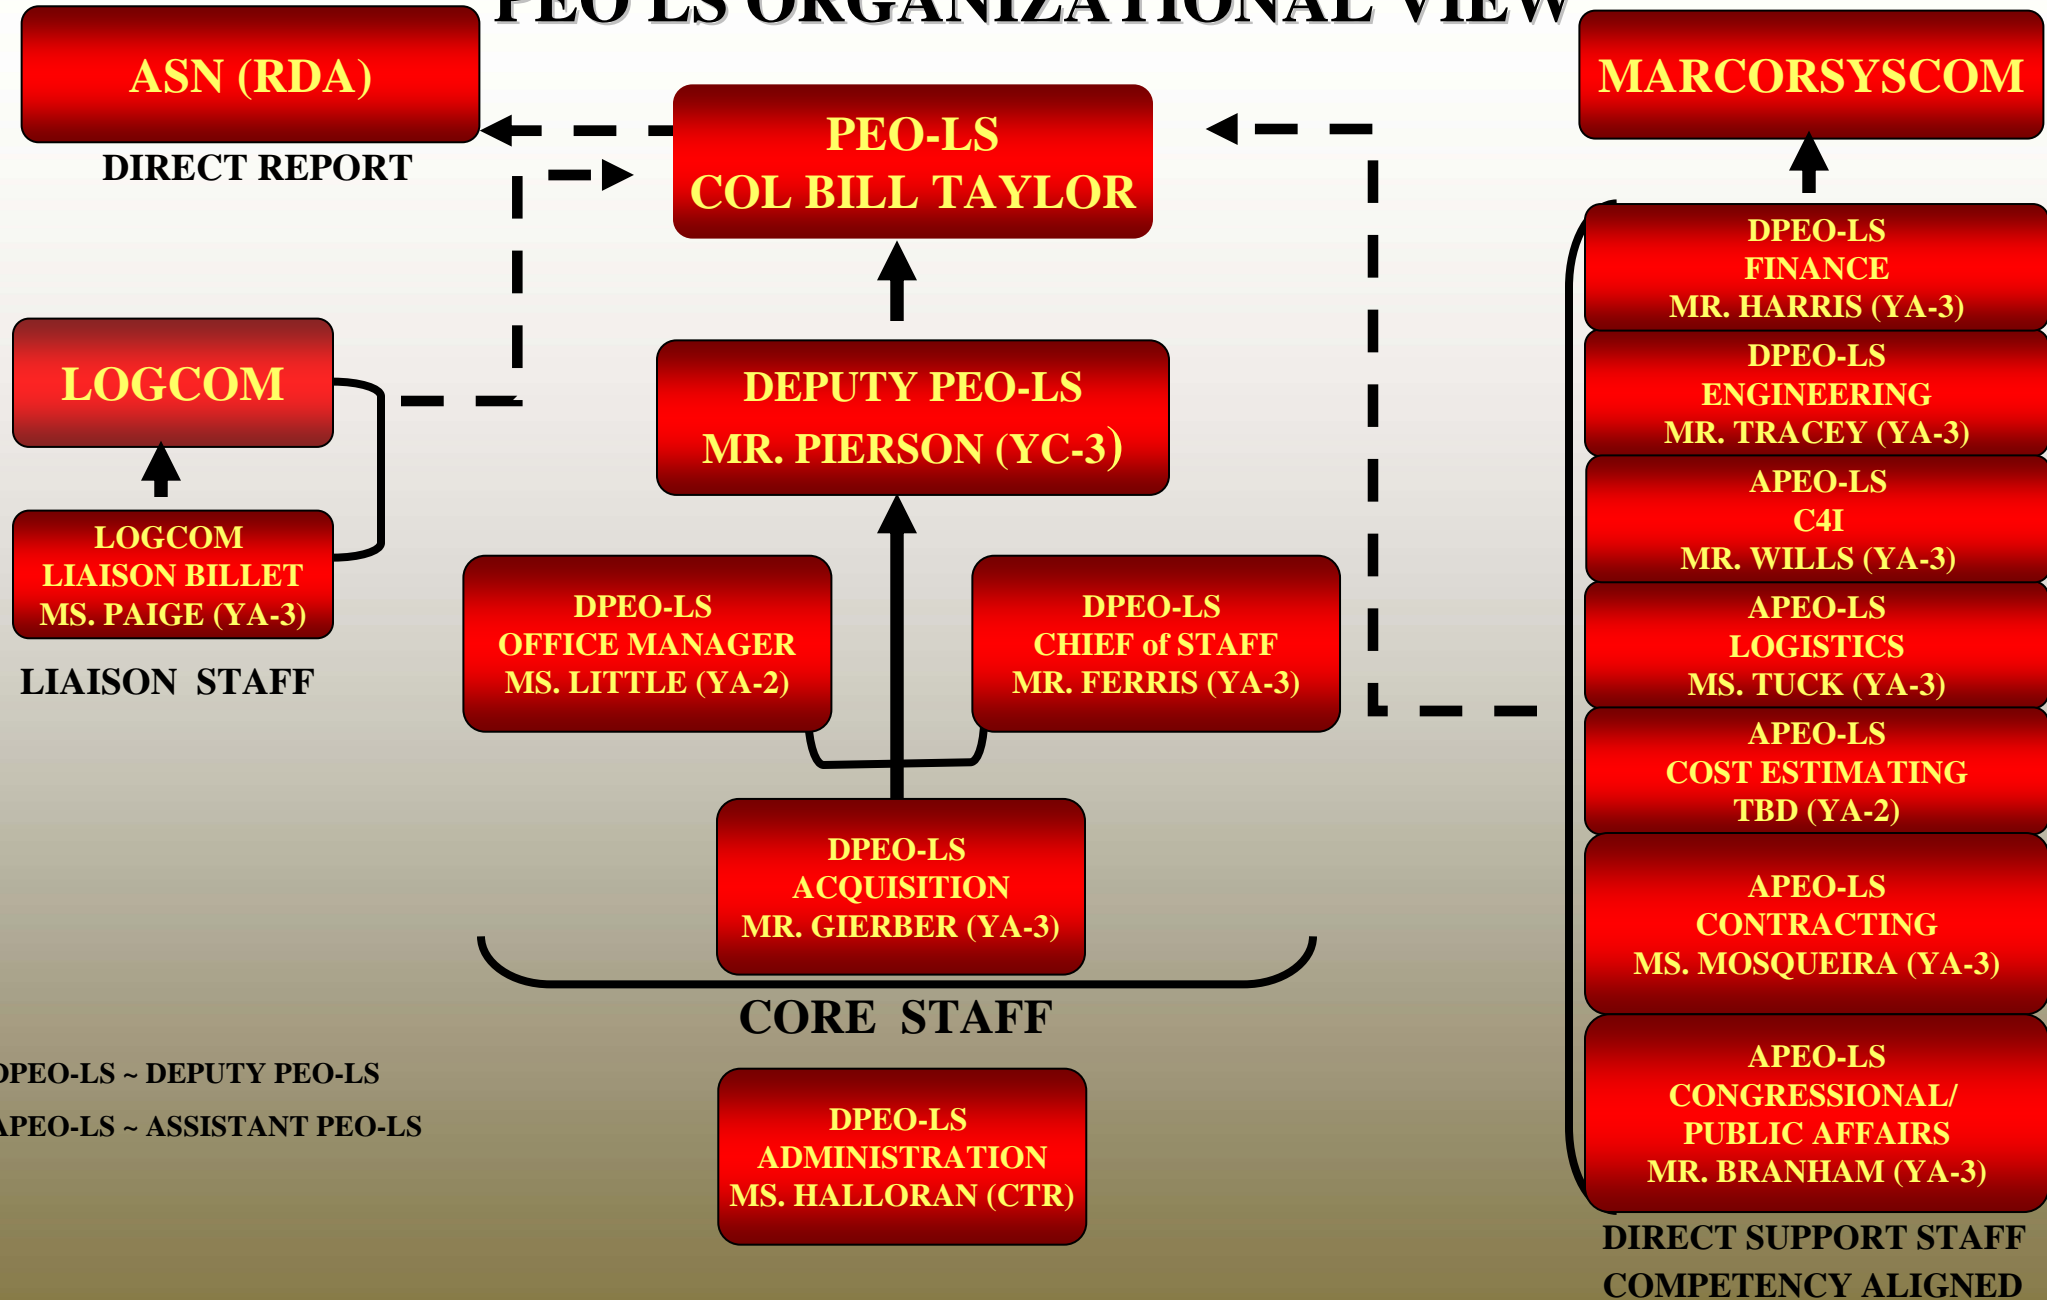 PEO LS ORGANIZATIONAL VIEW
ASN (RDA)
DIRECT REPORT
PEO-LS
COL BILL TAYLOR
MARCORSYSCOM
LOGCOM
LOGCOM
LIAISON BILLET
MS. PAIGE (YA-3)
LIAISON STAFF
DEPUTY PEO-LS
MR. PIERSON (YC-3)
DPEO-LS
OFFICE MANAGER
MS. LITTLE (YA-2)
DPEO-LS
CHIEF of STAFF
MR. FERRIS (YA-3)
DPEO-LS
ACQUISITION
MR. GIERBER (YA-3)
CORE STAFF
DPEO-LS
ADMINISTRATION
MS. HALLORAN (CTR)
DPEO-LS ~ DEPUTY PEO-LS
APEO-LS ~ ASSISTANT PEO-LS
DPEO-LS
FINANCE
MR. HARRIS (YA-3)
DPEO-LS
ENGINEERING
MR. TRACEY (YA-3)
APEO-LS
C4I
MR. WILLS (YA-3)
APEO-LS
LOGISTICS
MS. TUCK (YA-3)
APEO-LS
COST ESTIMATING
TBD (YA-2)
APEO-LS
CONTRACTING
MS. MOSQUEIRA (YA-3)
APEO-LS
CONGRESSIONAL/
PUBLIC AFFAIRS
MR. BRANHAM (YA-3)
DIRECT SUPPORT STAFF
COMPETENCY ALIGNED